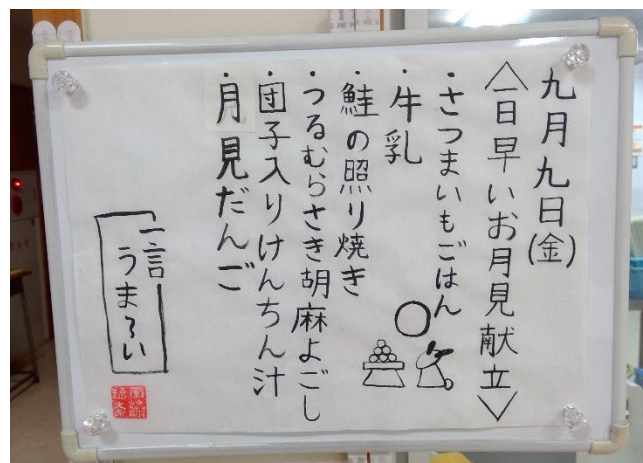 九月九日(金)
〈一日早いお月見献立〉
・さつまいもごはん
・牛乳
・鮭の照り焼き
・つるむらさき胡麻よごし
・団子入りけんちん汁
・月見だんご
一言
うま〜い